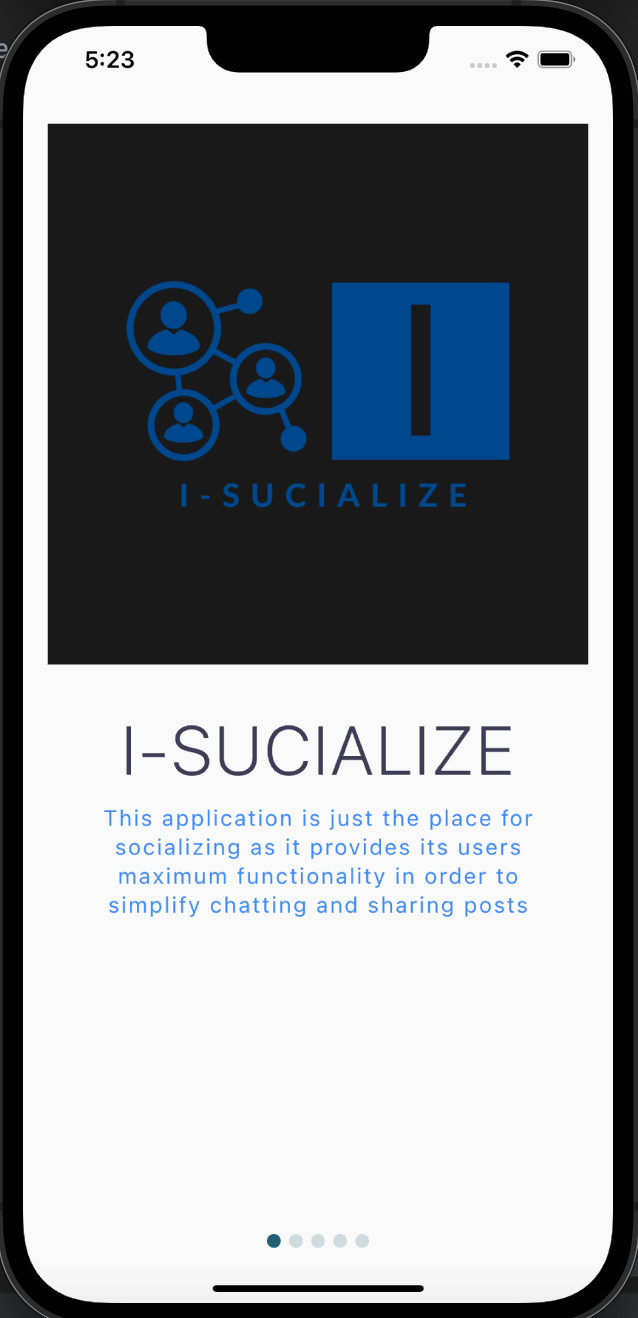 e
5:23
I
I-SUCIALIZE
I-SUCIALIZE
This application is just the place for
socializing as it provides its users
maximum functionality in order to
simplify chatting and sharing posts